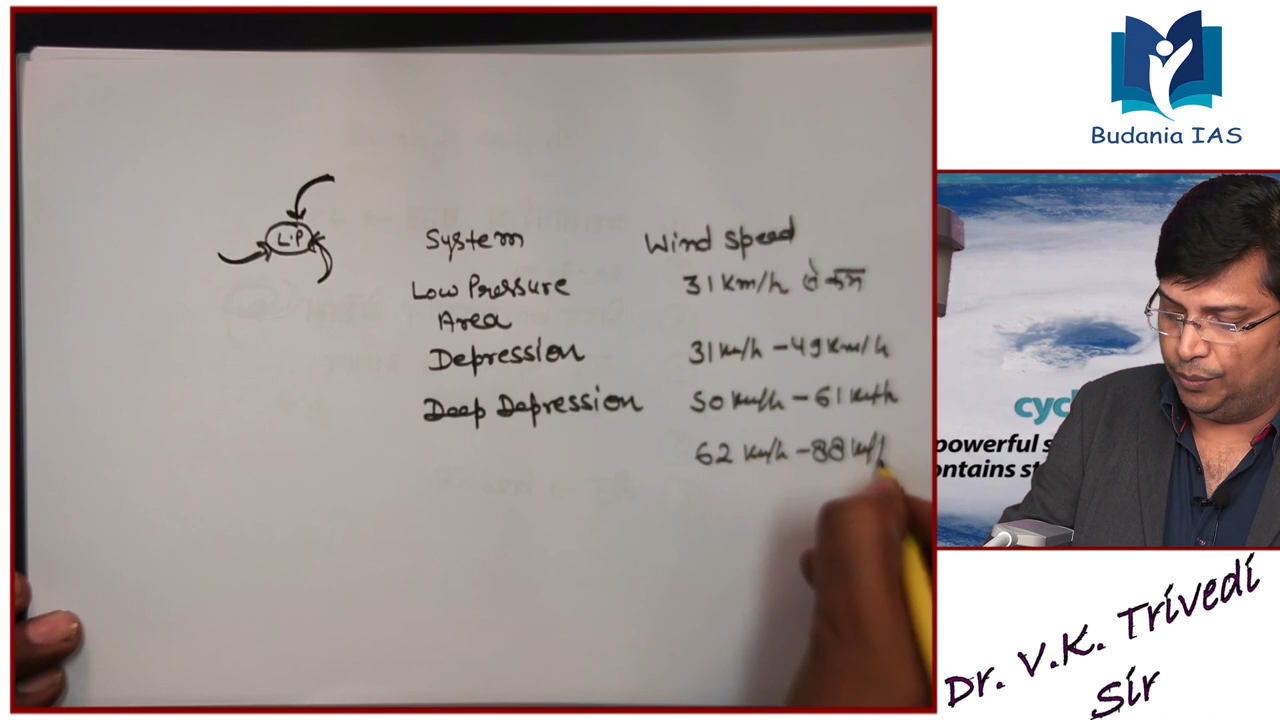 Budania IAS
L.P
System Wind Speed
Low Pressure 31 Km/h से कम
Area
Depression 31 Km/h - 49 Km/h
Deep Depression 50 Km/h - 61 Km/h
62 Km/h - 88 Km/
cyc
powerful s
ontains st
Dr. V.K. Trivedi
Sir